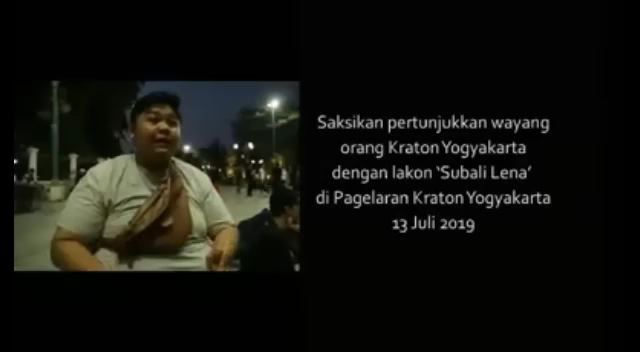 Saksikan pertunjukkan wayang
orang Kraton Yogyakarta
dengan lakon 'Subali Lena'
di Pagelaran Kraton Yogyakarta
13 Juli 2019